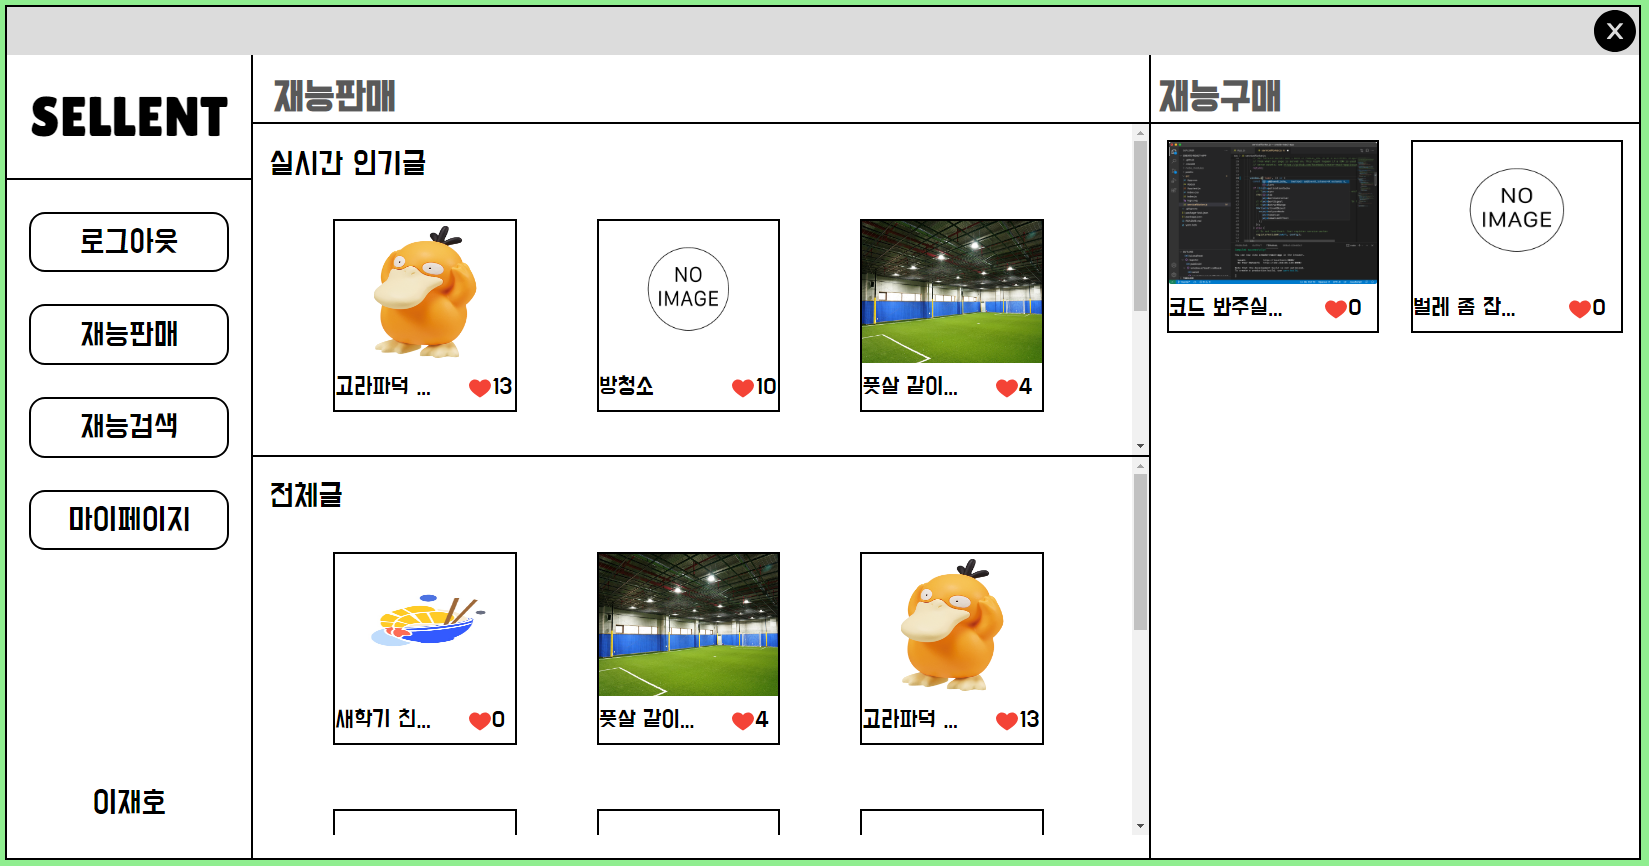 X
SELLENT
로그아웃
재능판매
재능검색
마이페이지
이재호
재능판매
실시간 인기글
고라파덕 ... 13
NO
IMAGE
방청소 10
풋살 같이... 4
전체글
새학기 친... 0
풋살 같이... 4
고라파덕 ... 13
재능구매
코드 봐주실... 0
NO
IMAGE
벌레 좀 잡... 0